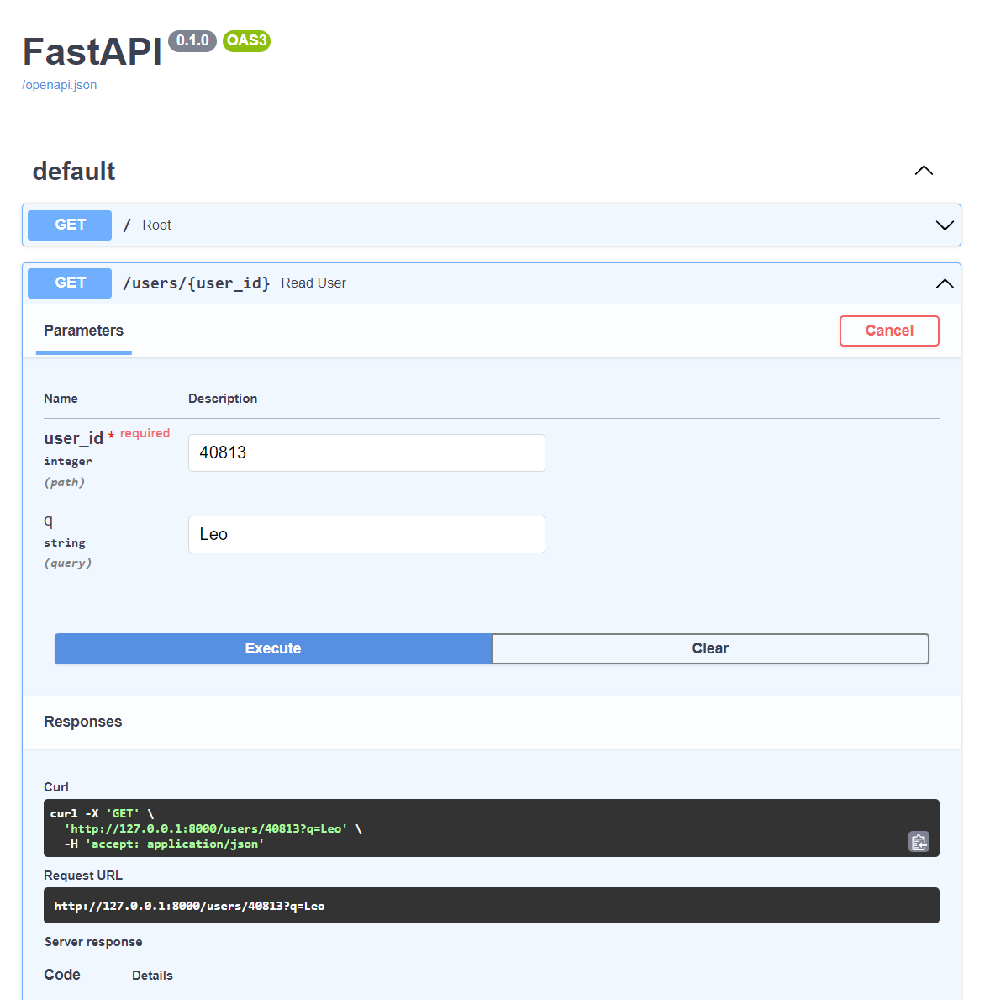 FastAPI 0.1.0 OAS3
/openapi.json
default
GET / Root
GET /users/{user_id} Read User
Parameters Cancel
Name Description
user_id * required
integer
(path)
40813
q
string
(query)
Leo
Execute Clear
Responses
Curl
curl -X 'GET' \
  'http://127.0.0.1:8000/users/40813?q=Leo' \
  -H 'accept: application/json'
Request URL
http://127.0.0.1:8000/users/40813?q=Leo
Server response
Code Details